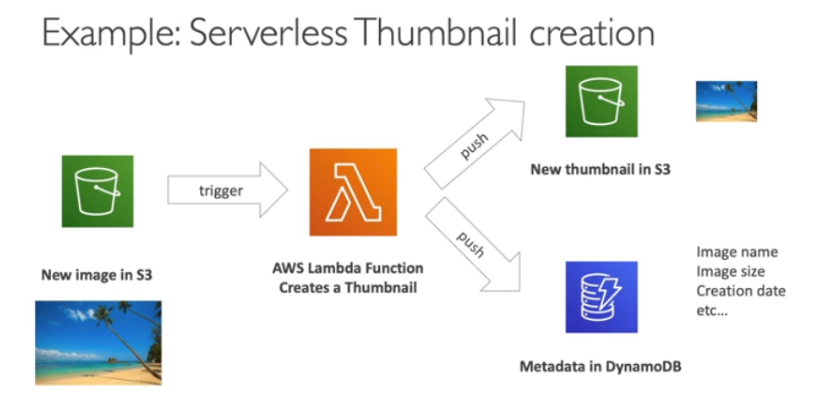 Example: Serverless Thumbnail creation
trigger
push
New thumbnail in S3
New image in S3
AWS Lambda Function
Creates a Thumbnail
push
Image name
Image size
Creation date
etc...
Metadata in DynamoDB